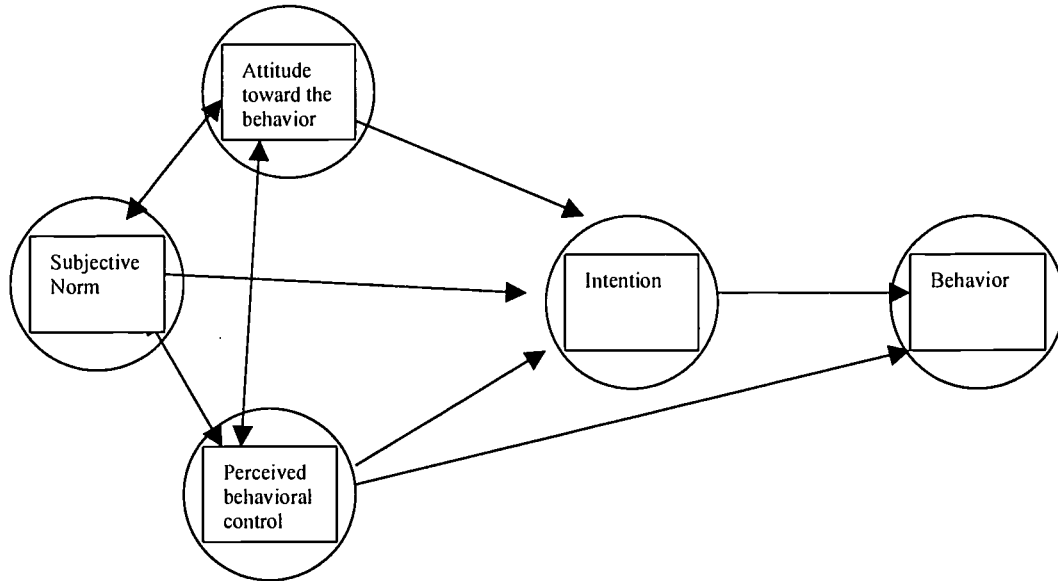 Attitude
toward the
behavior
Subjective
Norm
Intention
Behavior
Perceived
behavioral
control